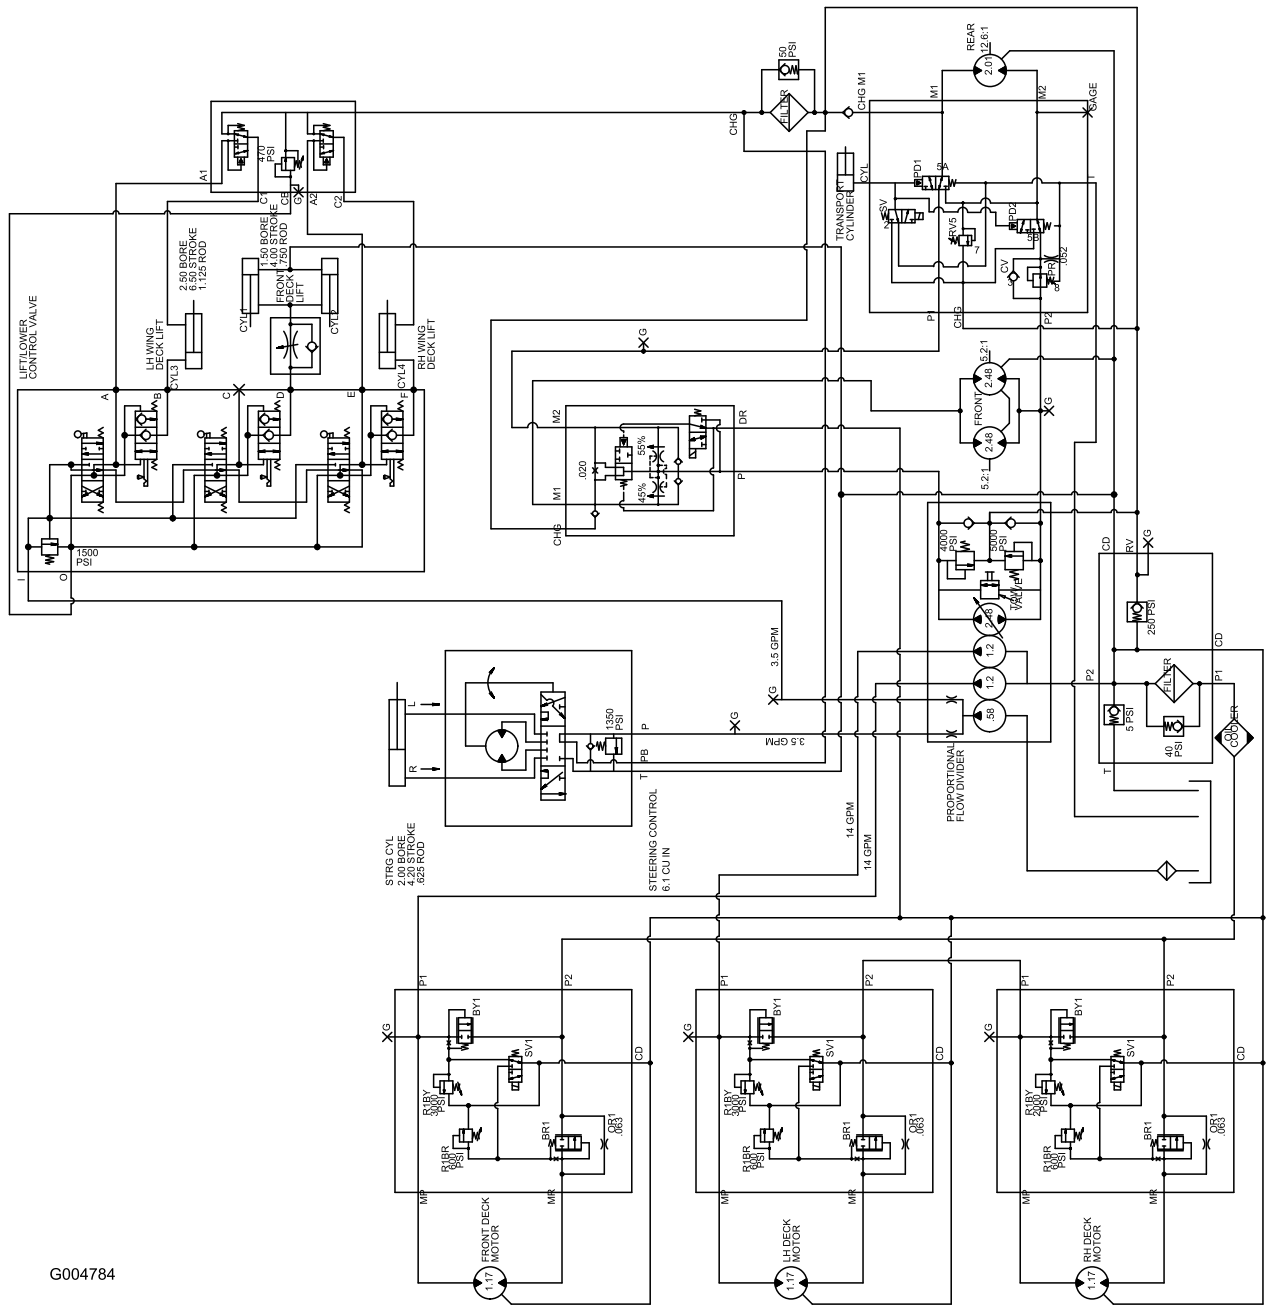 REAR
2.01
12.6:1
50
PSI
FILTER
CHG M1
CHG
M1
M2
GAGE
A1
470
PSI
C1
CB
G
A2
C2
TRANSPORT
CYLINDER
CYL
PD1
5A
SV
2
RV5
7
PD2
5B
CV
3
PR
8
.052
I
P1
CHG
P2
LIFT/LOWER
CONTROL VALVE
2.50 BORE
6.50 STROKE
1.125 ROD
LH WING
DECK LIFT
CYL3
1.50 BORE
4.00 STROKE
.750 ROD
FRONT
DECK
LIFT
CYL1
CYL2
RH WING
DECK LIFT
CYL4
A
B
C
D
E
F
1500
PSI
I
O
G
M2
M1
CHG
.020
55%
45%
DR
P
5.2:1
2.48
FRONT
2.48
5.2:1
G
4000
PSI
5000
PSI
TOW
VALVE
2.48
1.2
1.2
.58
PROPORTIONAL
FLOW DIVIDER
CD
RV
G
250 PSI
CD
P2
FILTER
P1
5 PSI
40
PSI
T
OIL
COOLER
3.5 GPM
G
G
3.5 GPM
L
R
1350
PSI
P
PB
T
STEERING CONTROL
6.1 CU IN
STRG CYL
2.00 BORE
4.20 STROKE
.625 ROD
14 GPM
14 GPM
G
P1
P2
BY1
SV1
CD
R1BY
3000
PSI
R1BR
600
PSI
BR1
OR1
.063
MP
MR
FRONT DECK
MOTOR
1.17
G
P1
P2
BY1
SV1
CD
R1BY
3000
PSI
R1BR
600
PSI
BR1
OR1
.063
MP
MR
LH DECK
MOTOR
1.17
G
P1
P2
BY1
SV1
R1BY
2000
PSI
R1BR
600
PSI
BR1
OR1
.063
MP
MR
RH DECK
MOTOR
1.17
G004784